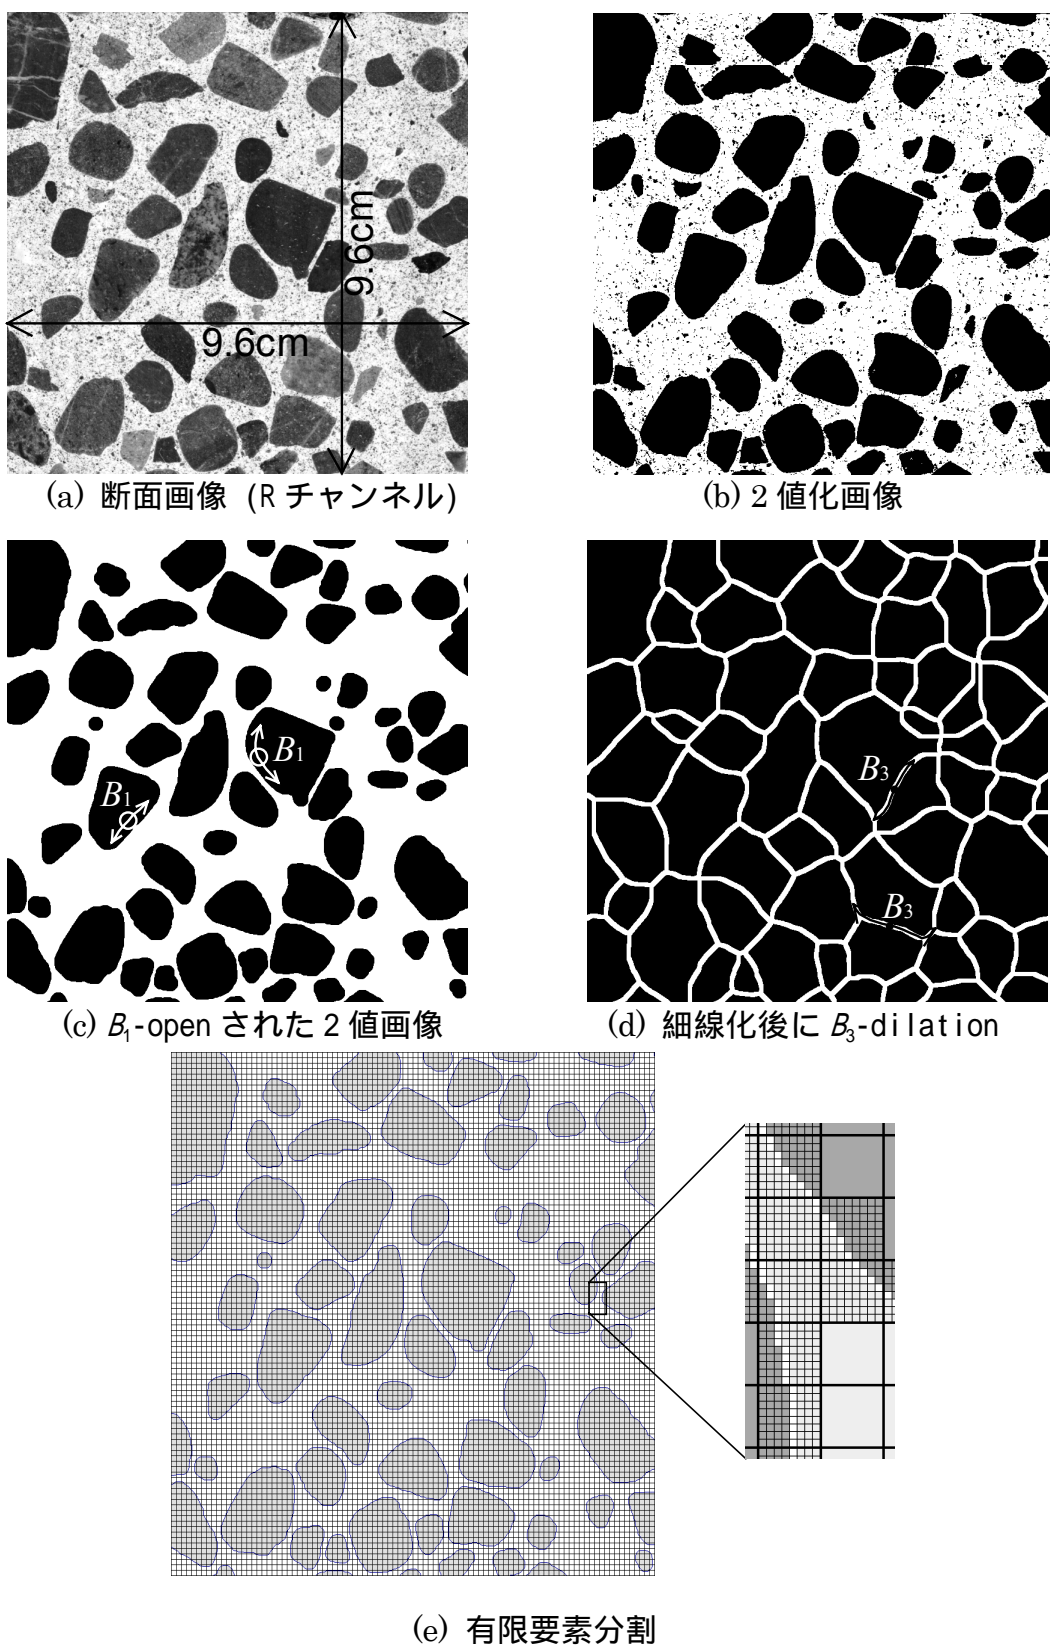 9.6cm
9.6cm
(a) 断面画像 (R チャンネル)
(b) 2 値化画像
B1
B1
(c) B1-open された 2 値画像
B3
B3
(d) 細線化後に B3-dilation
(e) 有限要素分割